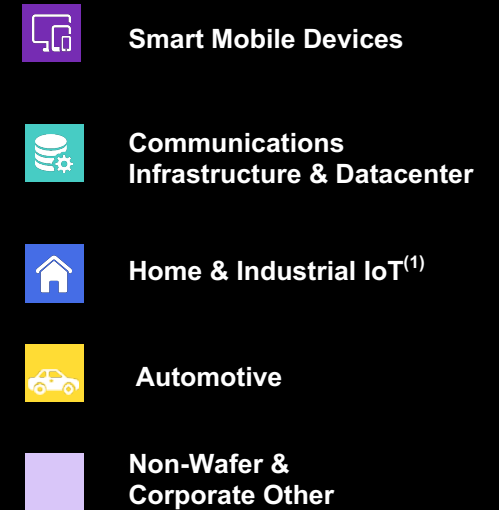 Smart Mobile Devices
Communications
Infrastructure & Datacenter
Home & Industrial IoT(1)
Automotive
Non-Wafer &
Corporate Other